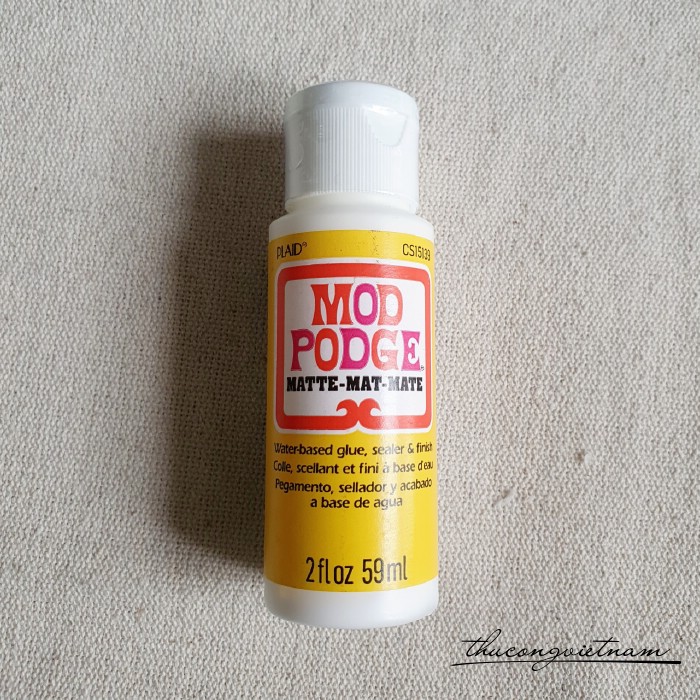 PLAID® CS15139
MOD
PODGE
MATTE-MAT-MATE
Water-based glue, sealer & finish
Colle, scellant et fini à base d'eau
Pegamento, sellador y acabado
a base de agua
2 fl oz 59 ml
thucongvietnam